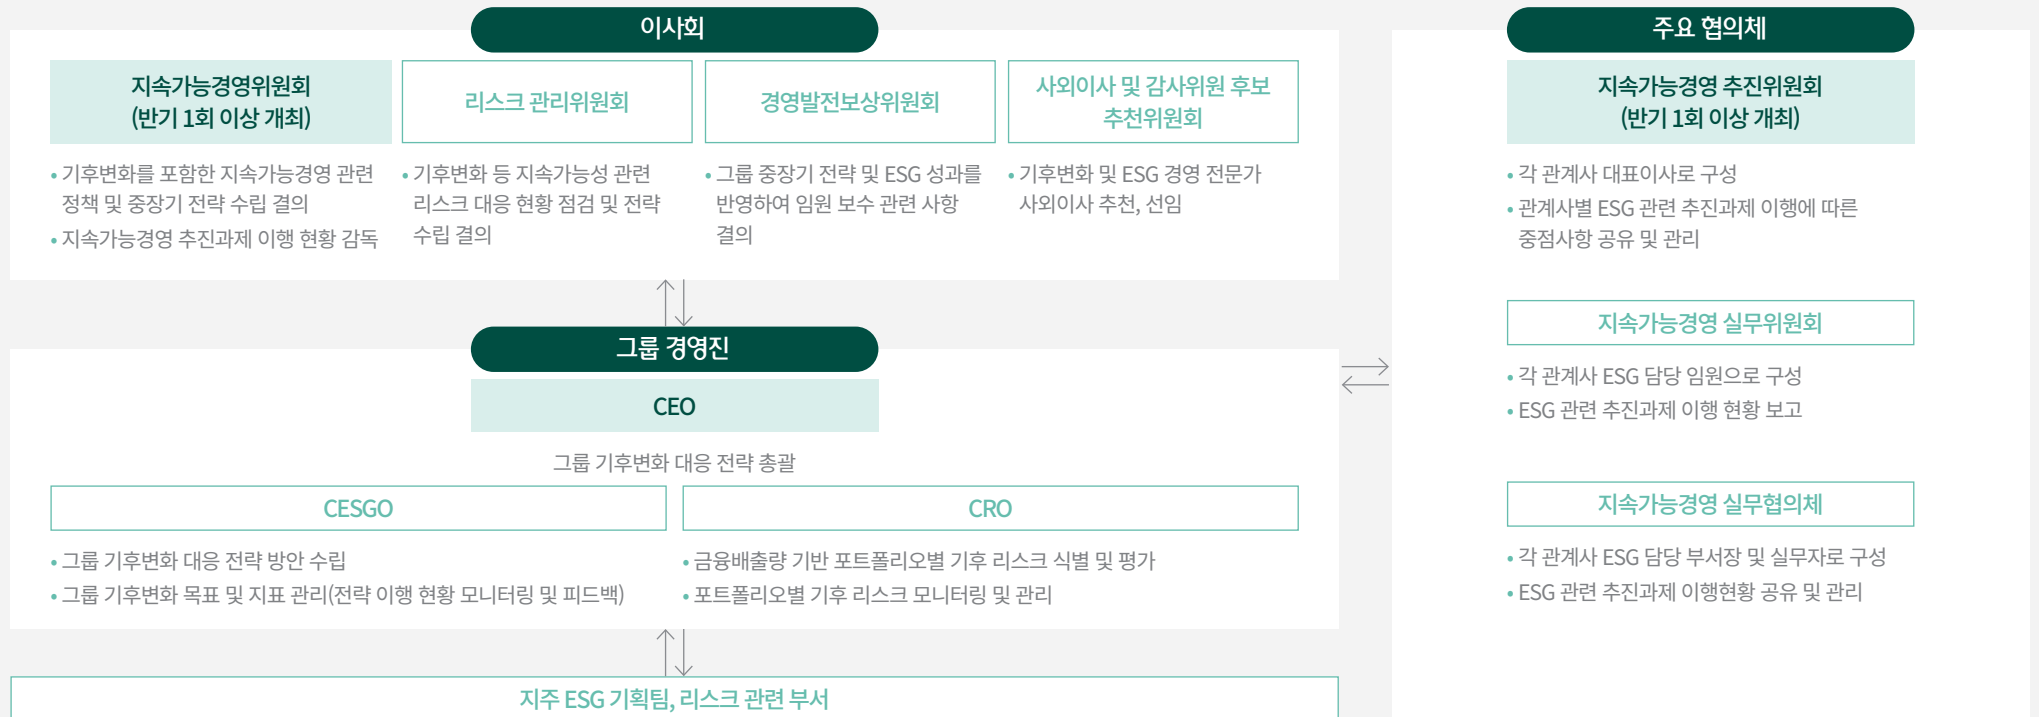 이사회
지속가능경영위원회
(반기 1회 이상 개최)
• 기후변화를 포함한 지속가능경영 관련
정책 및 중장기 전략 수립 결의
• 지속가능경영 추진과제 이행 현황 감독
리스크 관리위원회
• 기후변화 등 지속가능성 관련
리스크 대응 현황 점검 및 전략
수립 결의
경영발전보상위원회
• 그룹 중장기 전략 및 ESG 성과를
반영하여 임원 보수 관련 사항
결의
사외이사 및 감사위원 후보
추천위원회
• 기후변화 및 ESG 경영 전문가
사외이사 추천, 선임
그룹 경영진
CEO
그룹 기후변화 대응 전략 총괄
CESGO
• 그룹 기후변화 대응 전략 방안 수립
• 그룹 기후변화 목표 및 지표 관리(전략 이행 현황 모니터링 및 피드백)
CRO
• 금융배출량 기반 포트폴리오별 기후 리스크 식별 및 평가
• 포트폴리오별 기후 리스크 모니터링 및 관리
지주 ESG 기획팀, 리스크 관련 부서
주요 협의체
지속가능경영 추진위원회
(반기 1회 이상 개최)
• 각 관계사 대표이사로 구성
• 관계사별 ESG 관련 추진과제 이행에 따른
중점사항 공유 및 관리
지속가능경영 실무위원회
• 각 관계사 ESG 담당 임원으로 구성
• ESG 관련 추진과제 이행 현황 보고
지속가능경영 실무협의체
• 각 관계사 ESG 담당 부서장 및 실무자로 구성
• ESG 관련 추진과제 이행현황 공유 및 관리